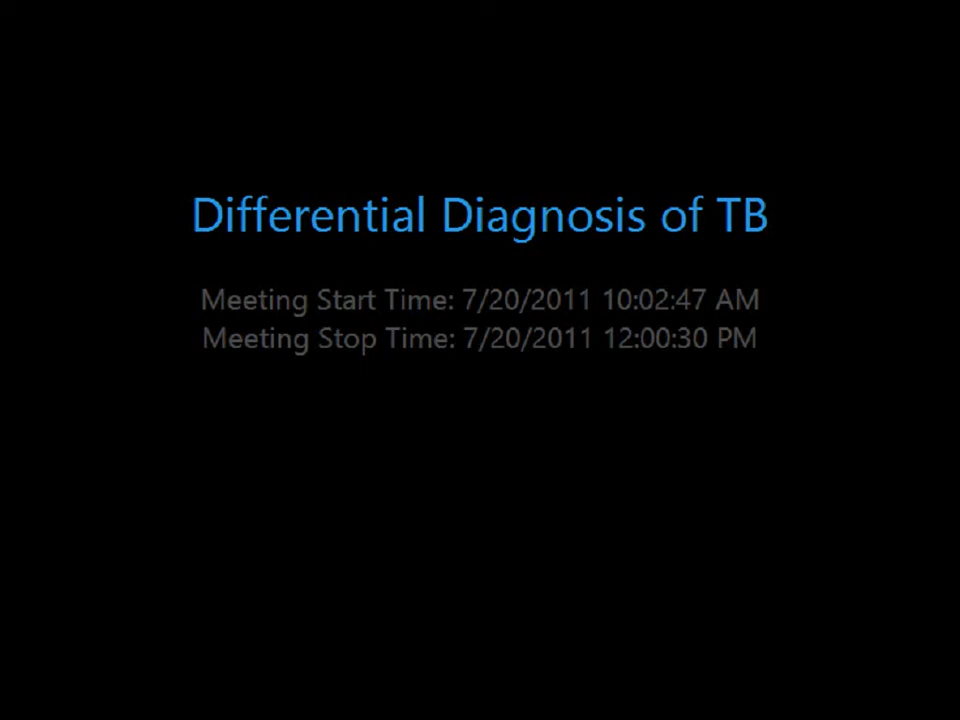 Differential Diagnosis of TB
Meeting Start Time: 7/20/2011 10:02:47 AM
Meeting Stop Time: 7/20/2011 12:00:30 PM